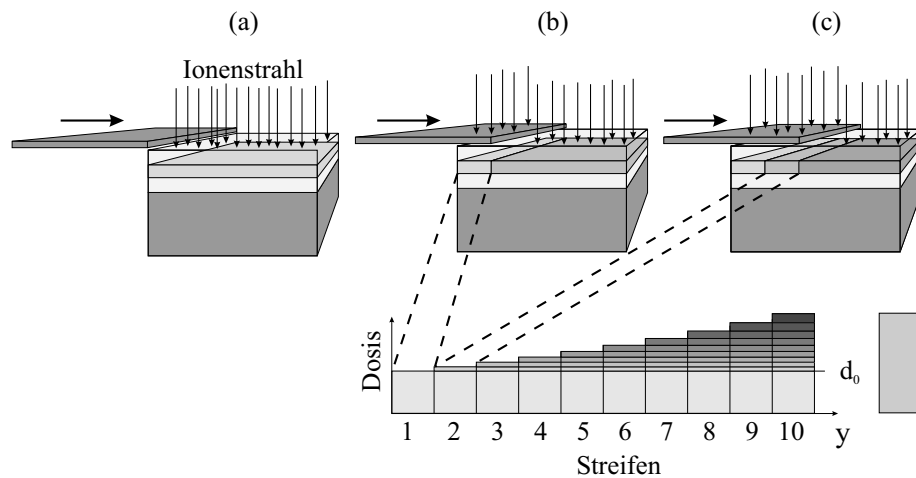 (a)
(b)
(c)
Ionenstrahl
Dosis
d₀
1 2 3 4 5 6 7 8 9 10 y
Streifen